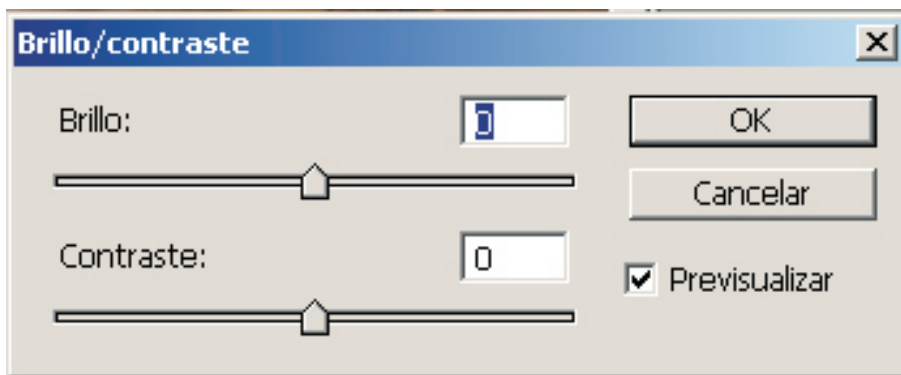 Brillo/contraste
Brillo: 0
OK
Cancelar
Contraste: 0
Previsualizar